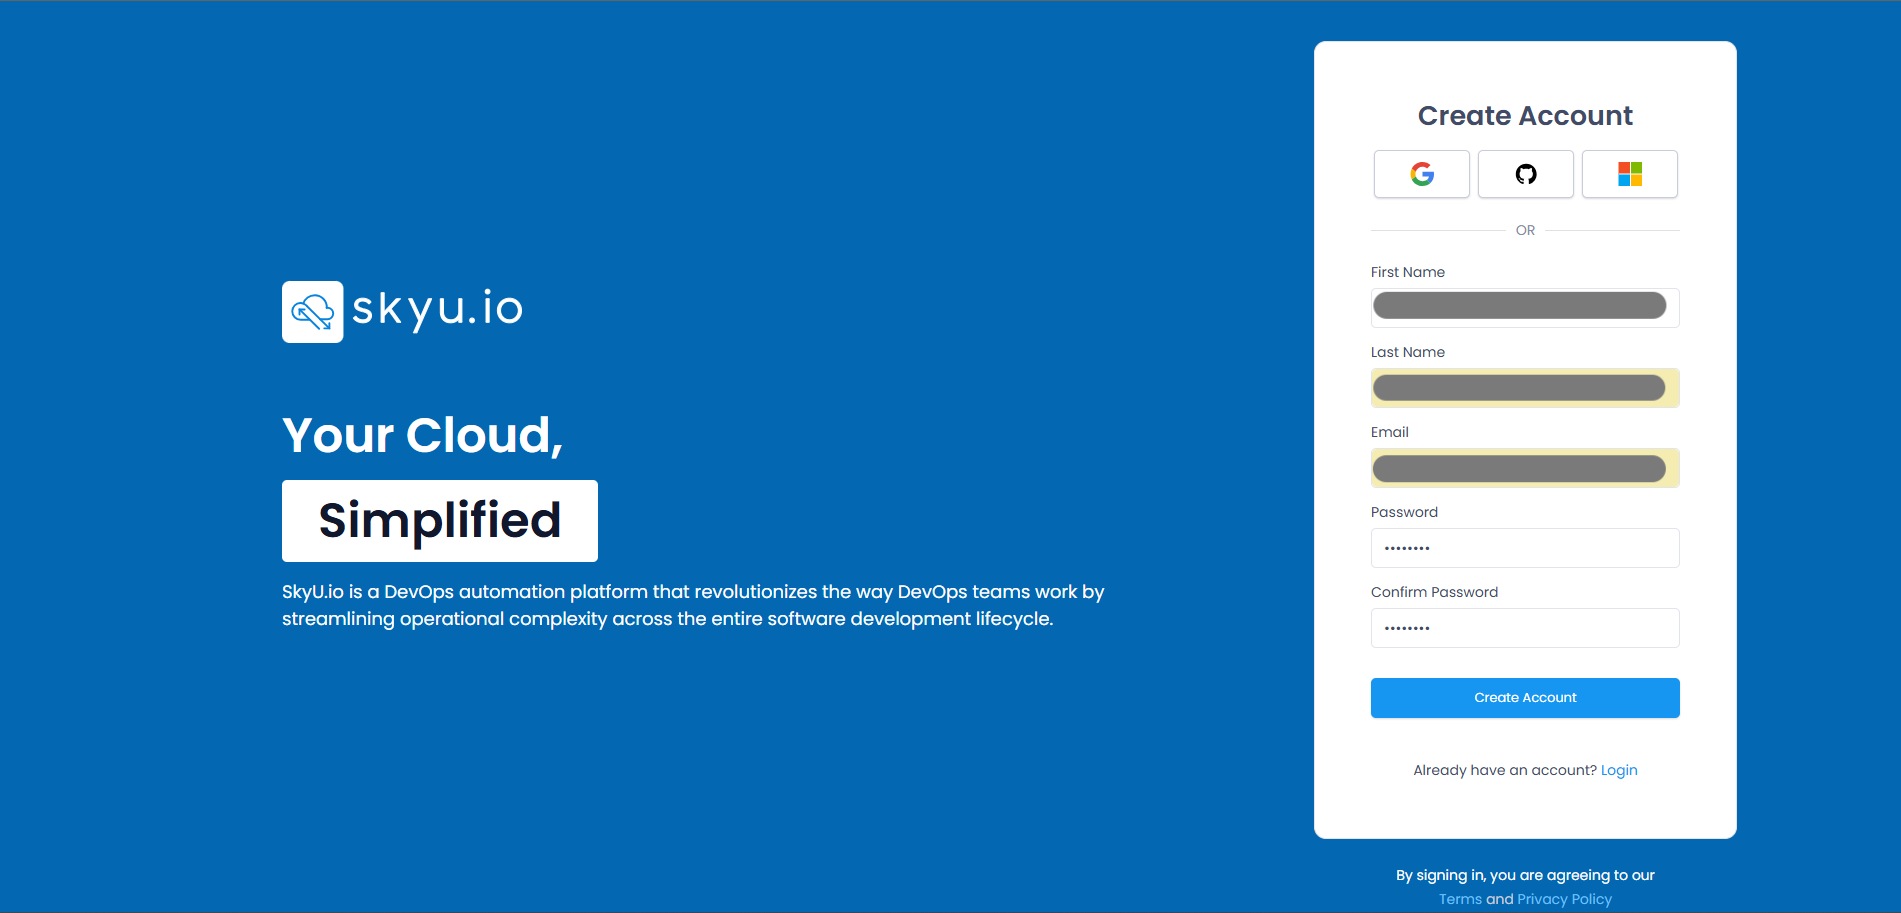 skyu.io
Your Cloud,
Simplified
SkyU.io is a DevOps automation platform that revolutionizes the way DevOps teams work by
streamlining operational complexity across the entire software development lifecycle.
Create Account
OR
First Name
Last Name
Email
Password
••••••••
Confirm Password
••••••••
Create Account
Already have an account? Login
By signing in, you are agreeing to our
Terms and Privacy Policy